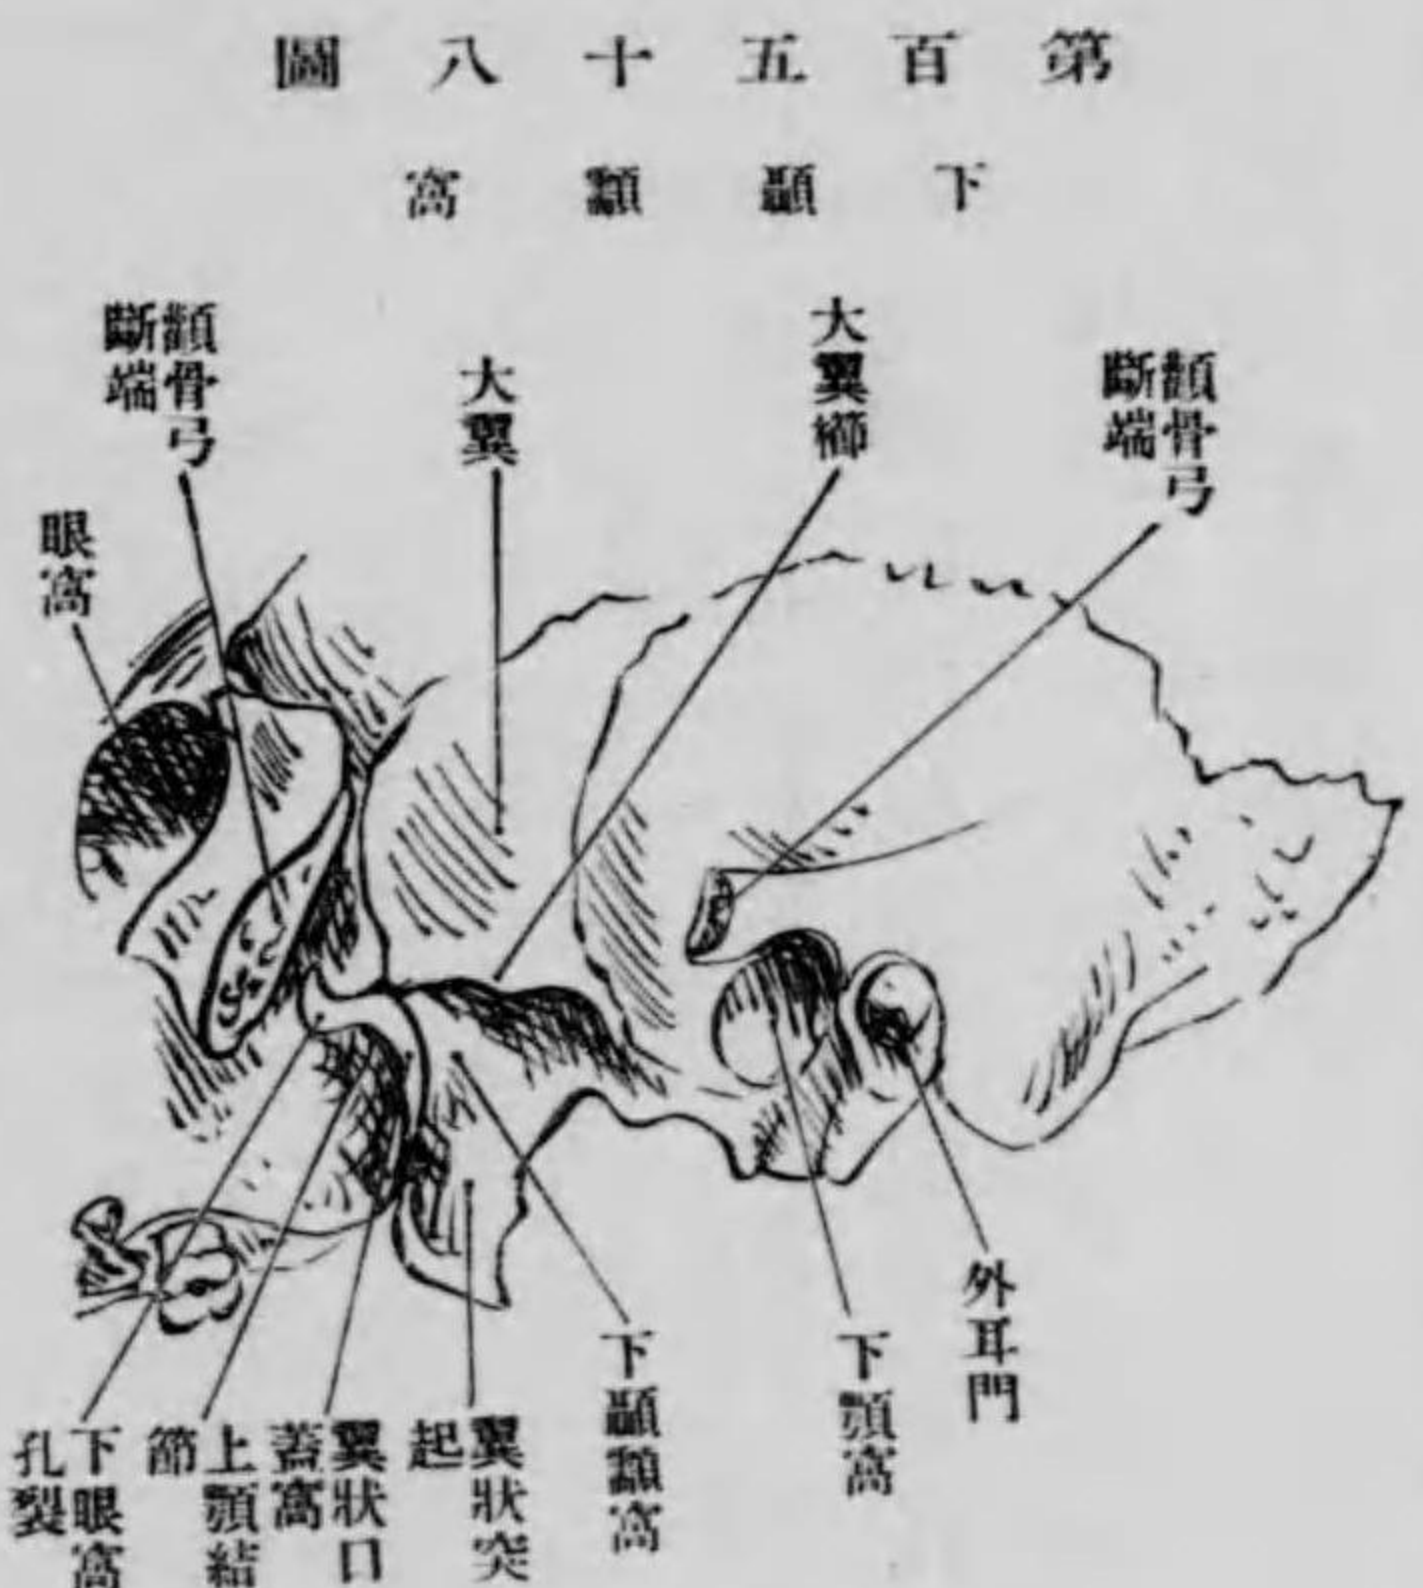 第百五十八圖
下顳顬窩
顴骨弓
斷端
大翼櫛
大翼
顴骨弓
斷端
眼窩
外耳門
下顎窩
下顳顬窩
翼狀突
起
翼狀口
蓋窩
上顎結
節
下眼窩
孔裂